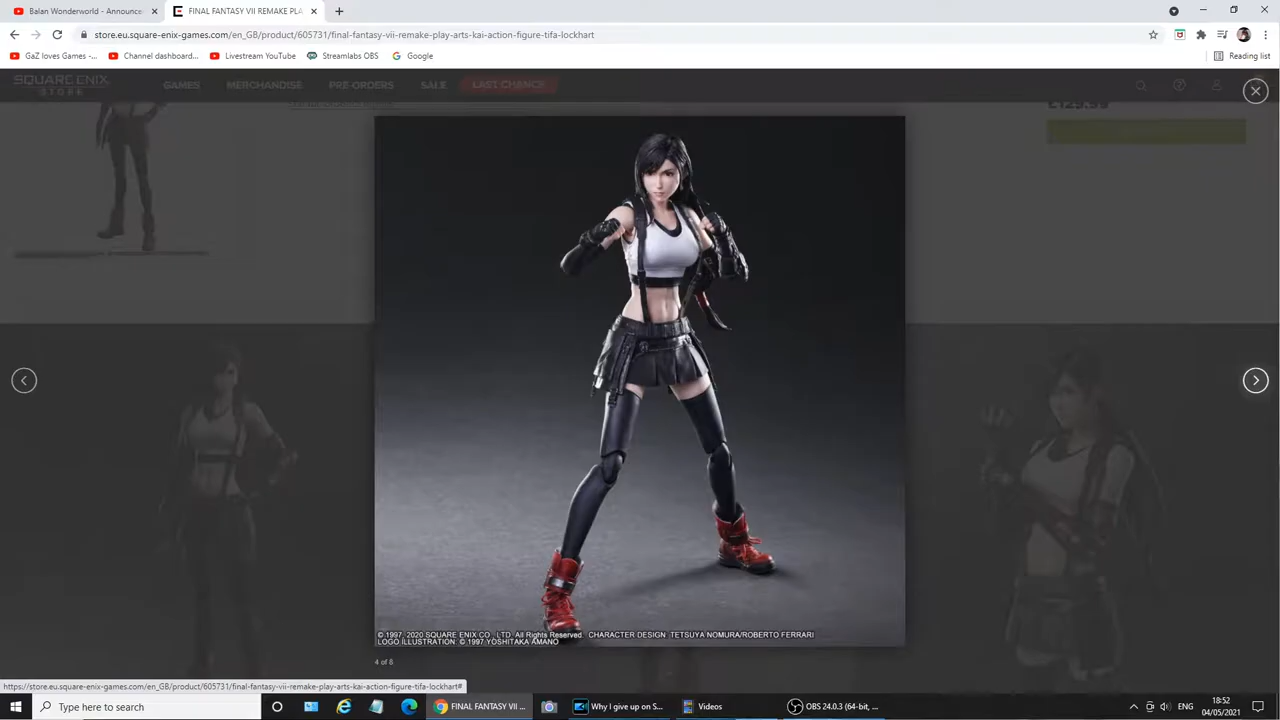 Balan Wonderworld - Announce
FINAL FANTASY VII REMAKE PLA
store.eu.square-enix-games.com/en_GB/product/605731/final-fantasy-vii-remake-play-arts-kai-action-figure-tifa-lockhart
GaZ loves Games -...
Channel dashboard...
Livestream YouTube
Streamlabs OBS
Google
Reading list
SQUARE ENIX
STORE
GAMES
MERCHANDISE
PRE-ORDERS
SALE
LAST CHANCE
£129.99
© 1997, 2020 SQUARE ENIX CO., LTD. All Rights Reserved. CHARACTER DESIGN: TETSUYA NOMURA/ROBERTO FERRARI
LOGO ILLUSTRATION: © 1997 YOSHITAKA AMANO
4 of 8
https://store.eu.square-enix-games.com/en_GB/product/605731/final-fantasy-vii-remake-play-arts-kai-action-figure-tifa-lockhart#
Type here to search
FINAL FANTASY VII ...
Why I give up on S...
Videos
OBS 24.0.3 (64-bit, ...
ENG
18:52
04/05/2021